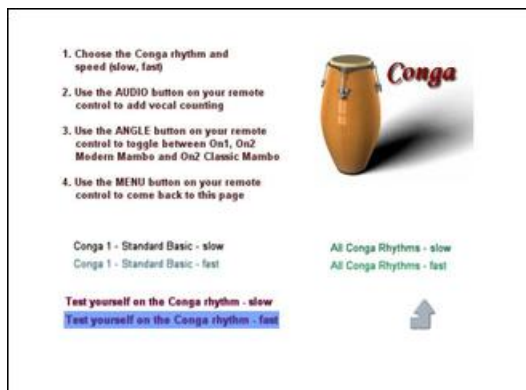 1. Choose the Conga rhythm and
speed (slow, fast)
Conga
2. Use the AUDIO button on your remote
control to add vocal counting
3. Use the ANGLE button on your remote
control to toggle between On1, On2
Modern Mambo and On2 Classic Mambo
4. Use the MENU button on your remote
control to come back to this page
Conga 1 - Standard Basic - slow
Conga 1 - Standard Basic - fast
All Conga Rhythms - slow
All Conga Rhythms - fast
Test yourself on the Conga rhythm - slow
Test yourself on the Conga rhythm - fast